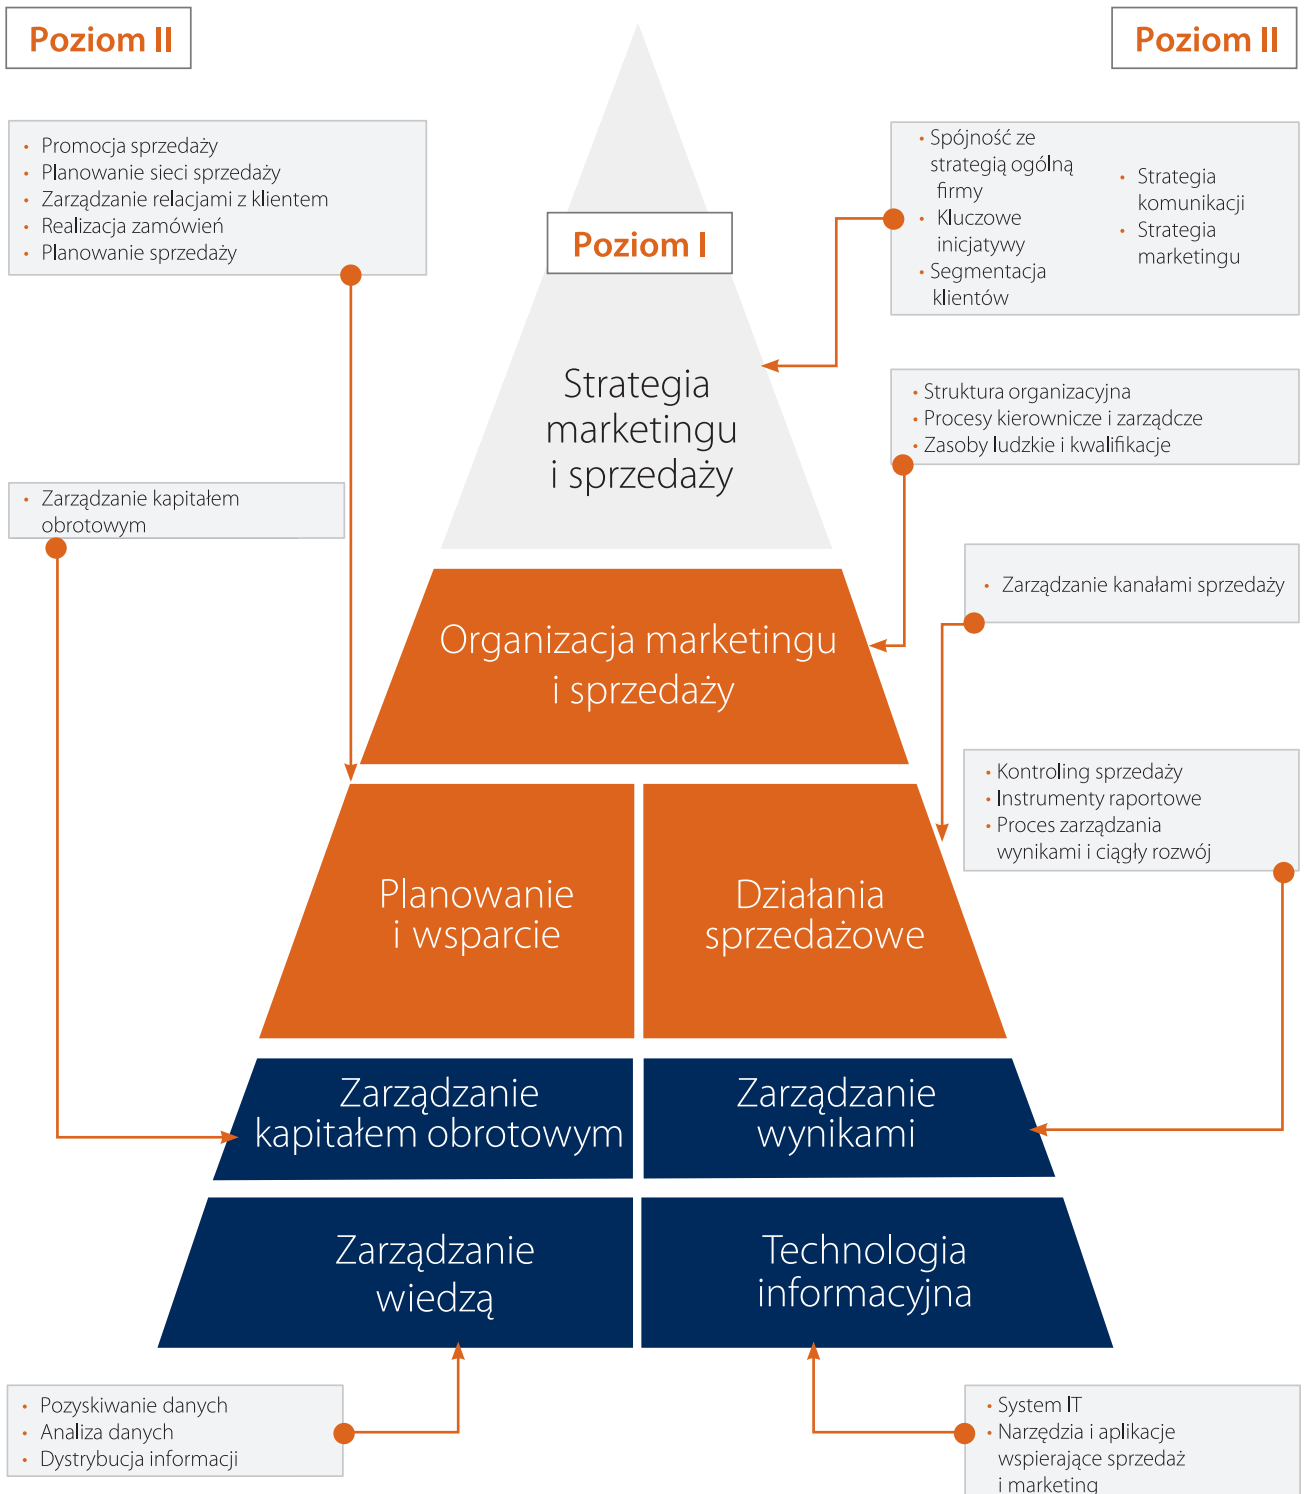 Poziom II
Poziom II
• Promocja sprzedaży
• Planowanie sieci sprzedaży
• Zarządzanie relacjami z klientem
• Realizacja zamówień
• Planowanie sprzedaży
• Spójność ze
strategią ogólną
firmy
• Kluczowe
inicjatywy
• Segmentacja
klientów
• Strategia
komunikacji
• Strategia
marketingu
Poziom I
Strategia
marketingu
i sprzedaży
• Struktura organizacyjna
• Procesy kierownicze i zarządcze
• Zasoby ludzkie i kwalifikacje
• Zarządzanie kapitałem
obrotowym
• Zarządzanie kanałami sprzedaży
Organizacja marketingu
i sprzedaży
• Kontroling sprzedaży
• Instrumenty raportowe
• Proces zarządzania
wynikami i ciągły rozwój
Planowanie
i wsparcie
Działania
sprzedażowe
Zarządzanie
kapitałem obrotowym
Zarządzanie
wynikami
Zarządzanie
wiedzą
Technologia
informacyjna
• Pozyskiwanie danych
• Analiza danych
• Dystrybucja informacji
• System IT
• Narzędzia i aplikacje
wspierające sprzedaż
i marketing